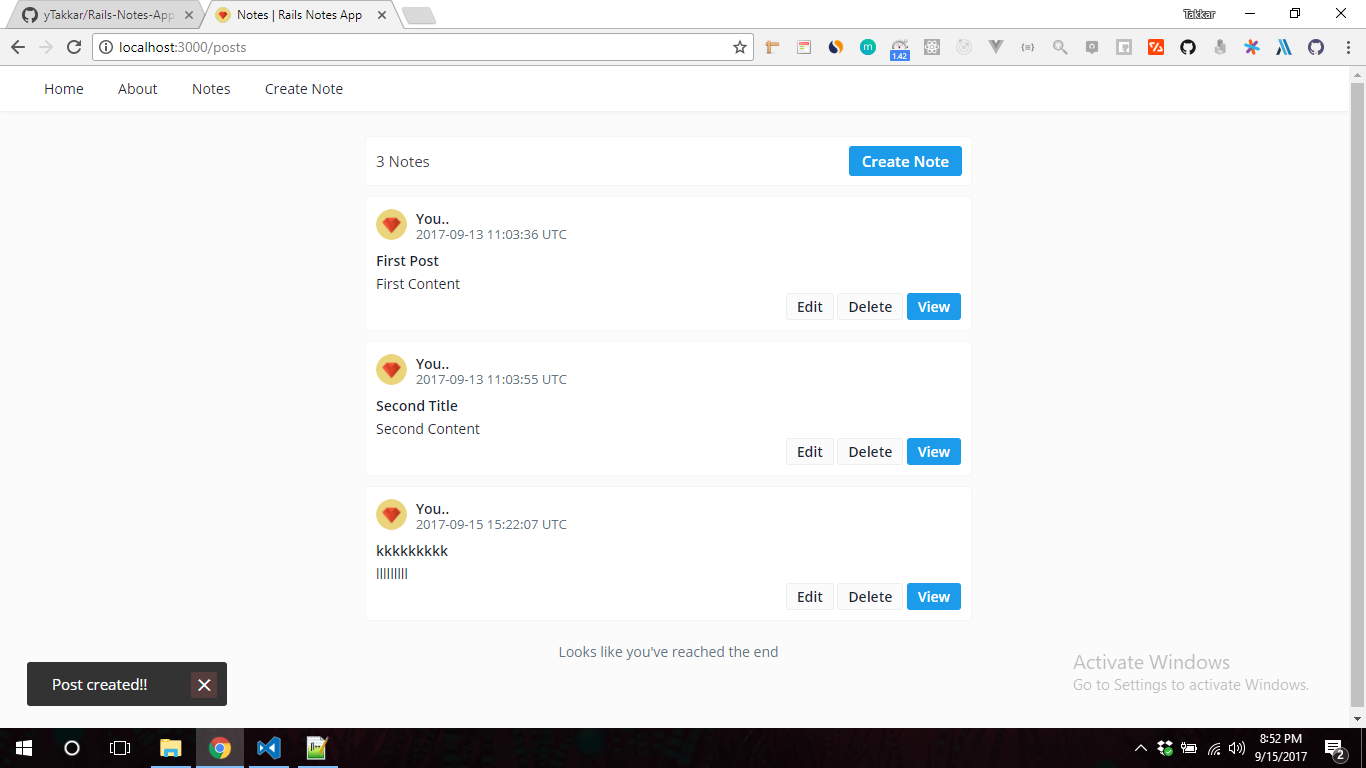 yTakkar/Rails-Notes-App
Notes | Rails Notes App
Takkar
localhost:3000/posts
1.42
Home
About
Notes
Create Note
3 Notes
Create Note
You..
2017-09-13 11:03:36 UTC
First Post
First Content
Edit
Delete
View
You..
2017-09-13 11:03:55 UTC
Second Title
Second Content
Edit
Delete
View
You..
2017-09-15 15:22:07 UTC
kkkkkkkkk
lllllllll
Edit
Delete
View
Looks like you've reached the end
Post created!!
Activate Windows
Go to Settings to activate Windows.
8:52 PM
9/15/2017
2